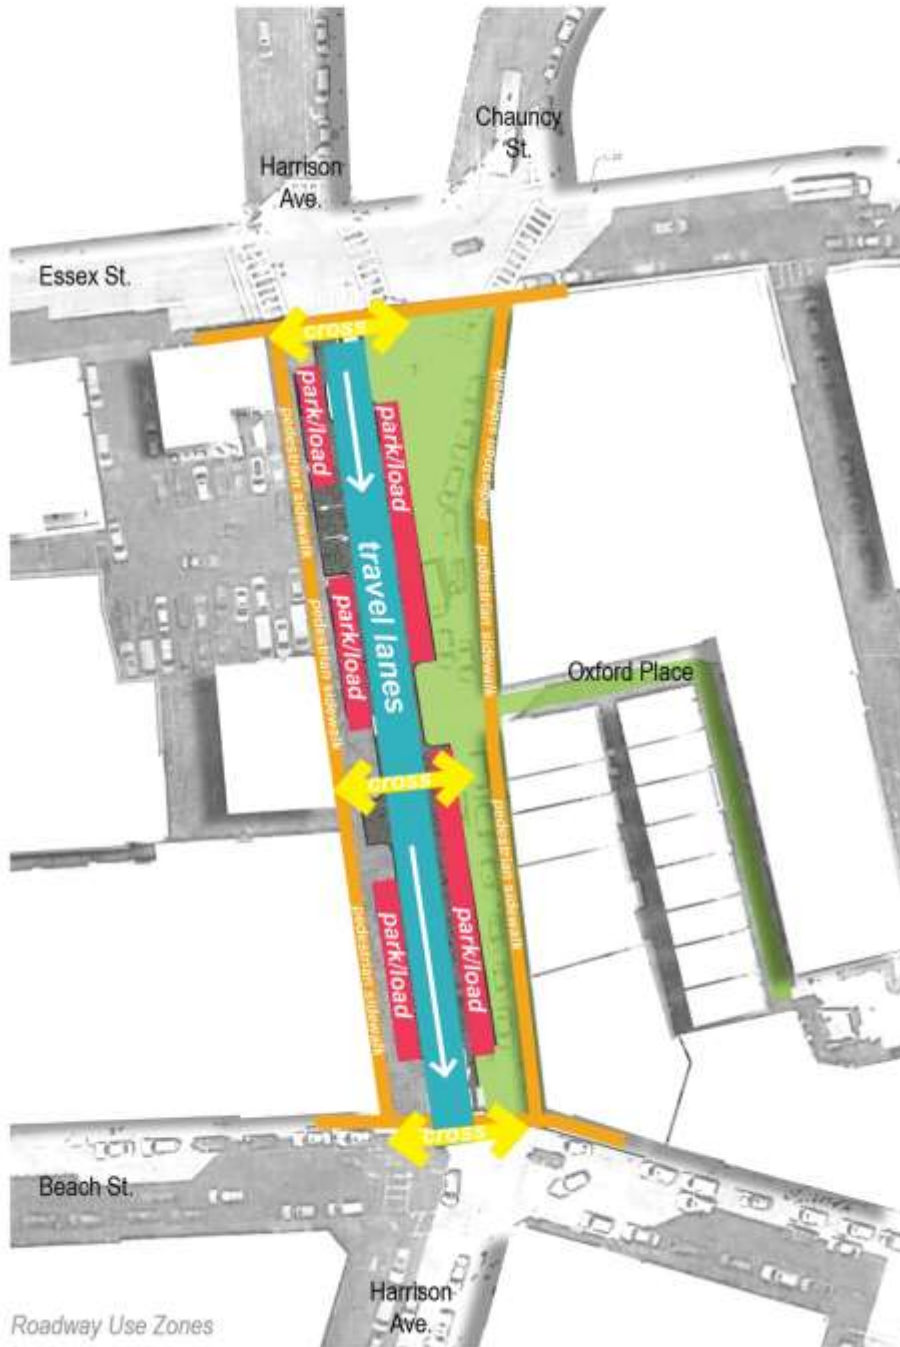 Chauncy
St.
Harrison
Ave.
Essex St.
cross
park/load
park/load
pedestrian sidewalk
pedestrian sidewalk
travel lanes
pedestrian sidewalk
park/load
pedestrian sidewalk
Oxford Place
cross
pedestrian sidewalk
park/load
park/load
pedestrian sidewalk
cross
Beach St.
Harrison
Ave.
Roadway Use Zones